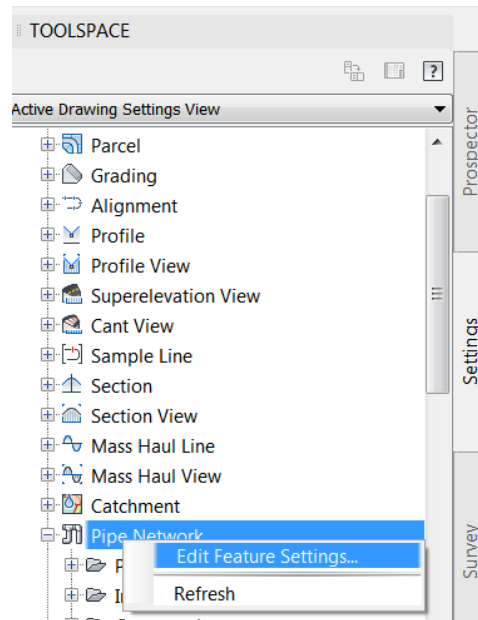 TOOLSPACE
?
Active Drawing Settings View
Parcel
Grading
Alignment
Profile
Profile View
Superelevation View
Cant View
Sample Line
Section
Section View
Mass Haul Line
Mass Haul View
Catchment
Pipe Network
Edit Feature Settings...
Refresh
Prospector
Settings
Survey